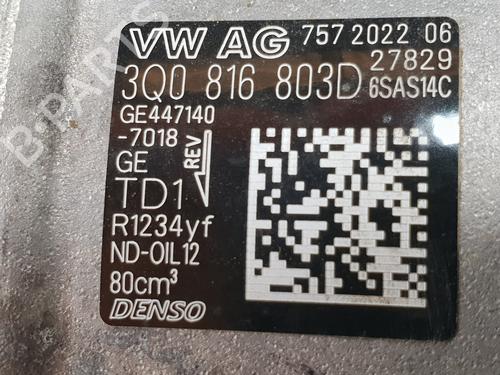 VW AG 757 2022 06
27829
3Q0 816 803D 6SAS14C
GE447140
-7018
REV
GE
TD1
R1234yf
ND-OIL12
80cm³
DENSO
B-PARTS